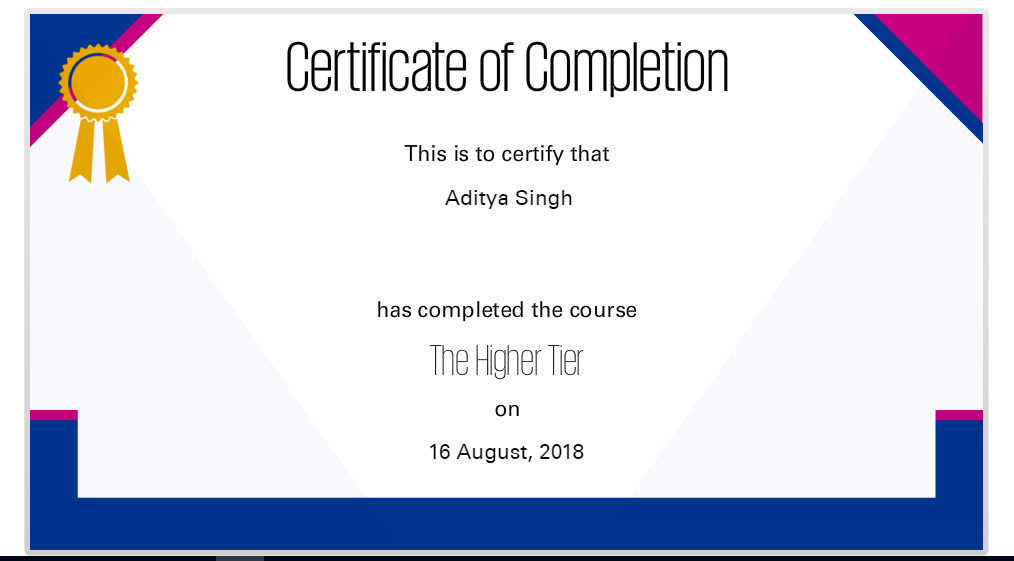 Certificate of Completion
This is to certify that
Aditya Singh
has completed the course
The Higher Tier
on
16 August, 2018